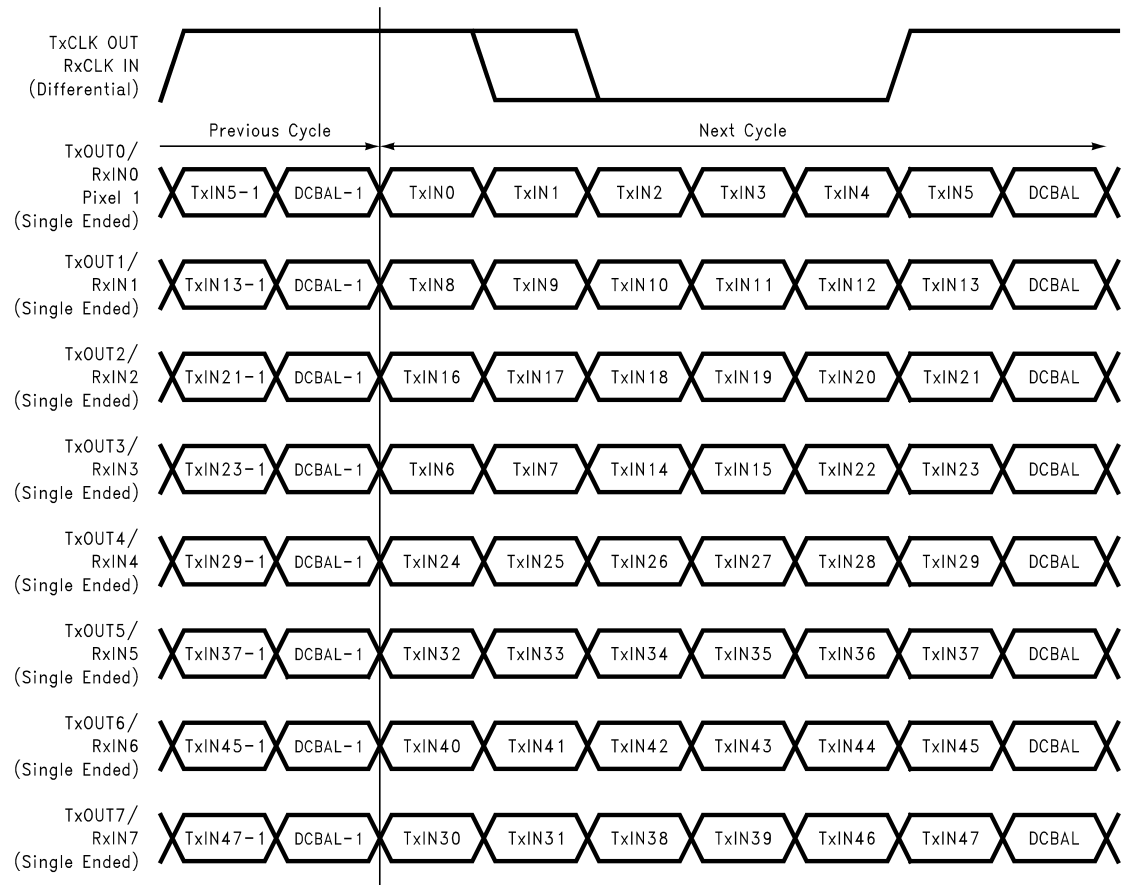 TxCLK OUT
RxCLK IN
(Differential)
Previous Cycle
Next Cycle
TxOUT0/
RxIN0
Pixel 1
(Single Ended)
TxIN5-1 DCBAL-1 TxIN0 TxIN1 TxIN2 TxIN3 TxIN4 TxIN5 DCBAL
TxOUT1/
RxIN1
(Single Ended)
TxIN13-1 DCBAL-1 TxIN8 TxIN9 TxIN10 TxIN11 TxIN12 TxIN13 DCBAL
TxOUT2/
RxIN2
(Single Ended)
TxIN21-1 DCBAL-1 TxIN16 TxIN17 TxIN18 TxIN19 TxIN20 TxIN21 DCBAL
TxOUT3/
RxIN3
(Single Ended)
TxIN23-1 DCBAL-1 TxIN6 TxIN7 TxIN14 TxIN15 TxIN22 TxIN23 DCBAL
TxOUT4/
RxIN4
(Single Ended)
TxIN29-1 DCBAL-1 TxIN24 TxIN25 TxIN26 TxIN27 TxIN28 TxIN29 DCBAL
TxOUT5/
RxIN5
(Single Ended)
TxIN37-1 DCBAL-1 TxIN32 TxIN33 TxIN34 TxIN35 TxIN36 TxIN37 DCBAL
TxOUT6/
RxIN6
(Single Ended)
TxIN45-1 DCBAL-1 TxIN40 TxIN41 TxIN42 TxIN43 TxIN44 TxIN45 DCBAL
TxOUT7/
RxIN7
(Single Ended)
TxIN47-1 DCBAL-1 TxIN30 TxIN31 TxIN38 TxIN39 TxIN46 TxIN47 DCBAL